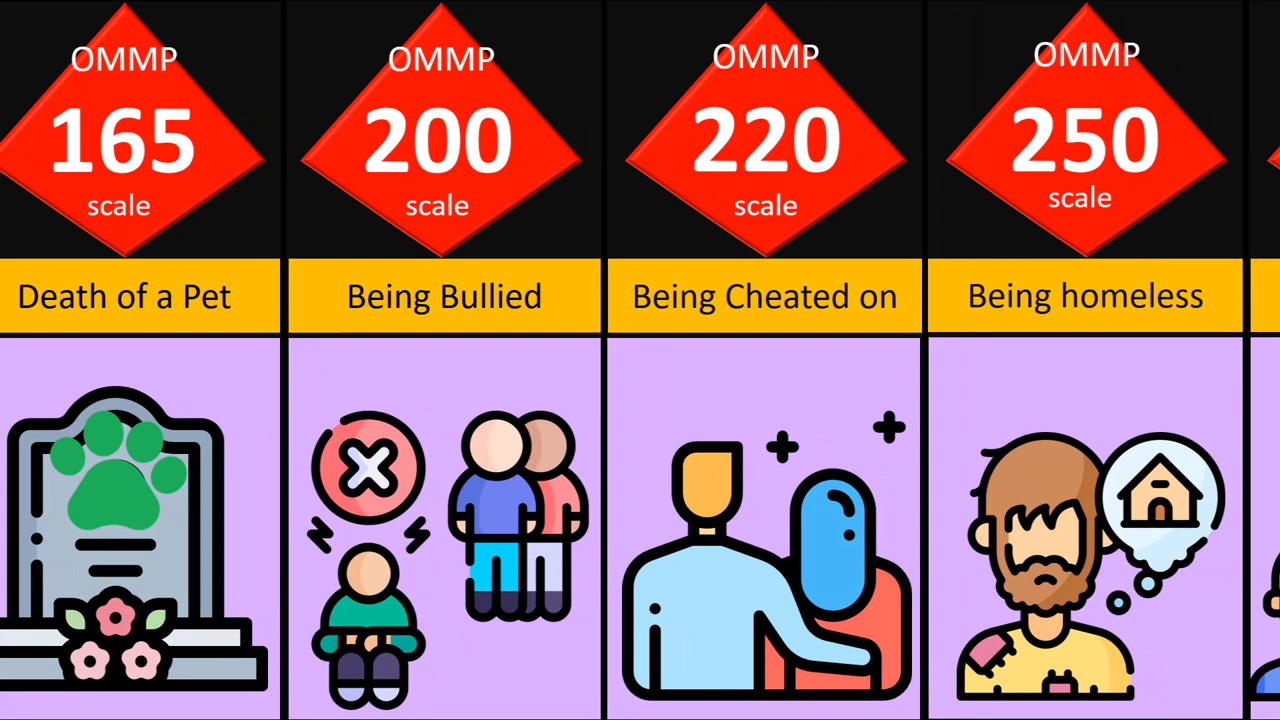 OMMP
165
scale
Death of a Pet
OMMP
200
scale
Being Bullied
OMMP
220
scale
Being Cheated on
OMMP
250
scale
Being homeless